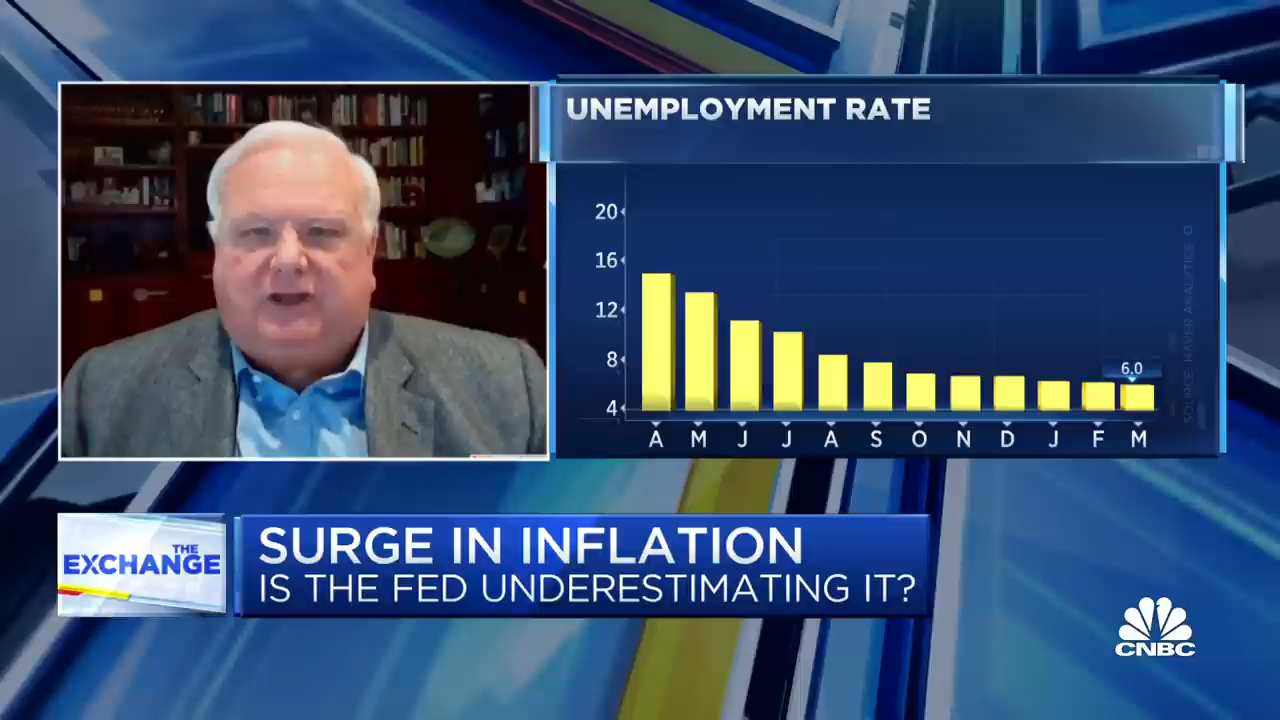 UNEMPLOYMENT RATE
20
16
12
8
4
6.0
A M J J A S O N D J F M
SOURCE: HAVER ANALYTICS
THE
EXCHANGE
SURGE IN INFLATION
IS THE FED UNDERESTIMATING IT?
CNBC